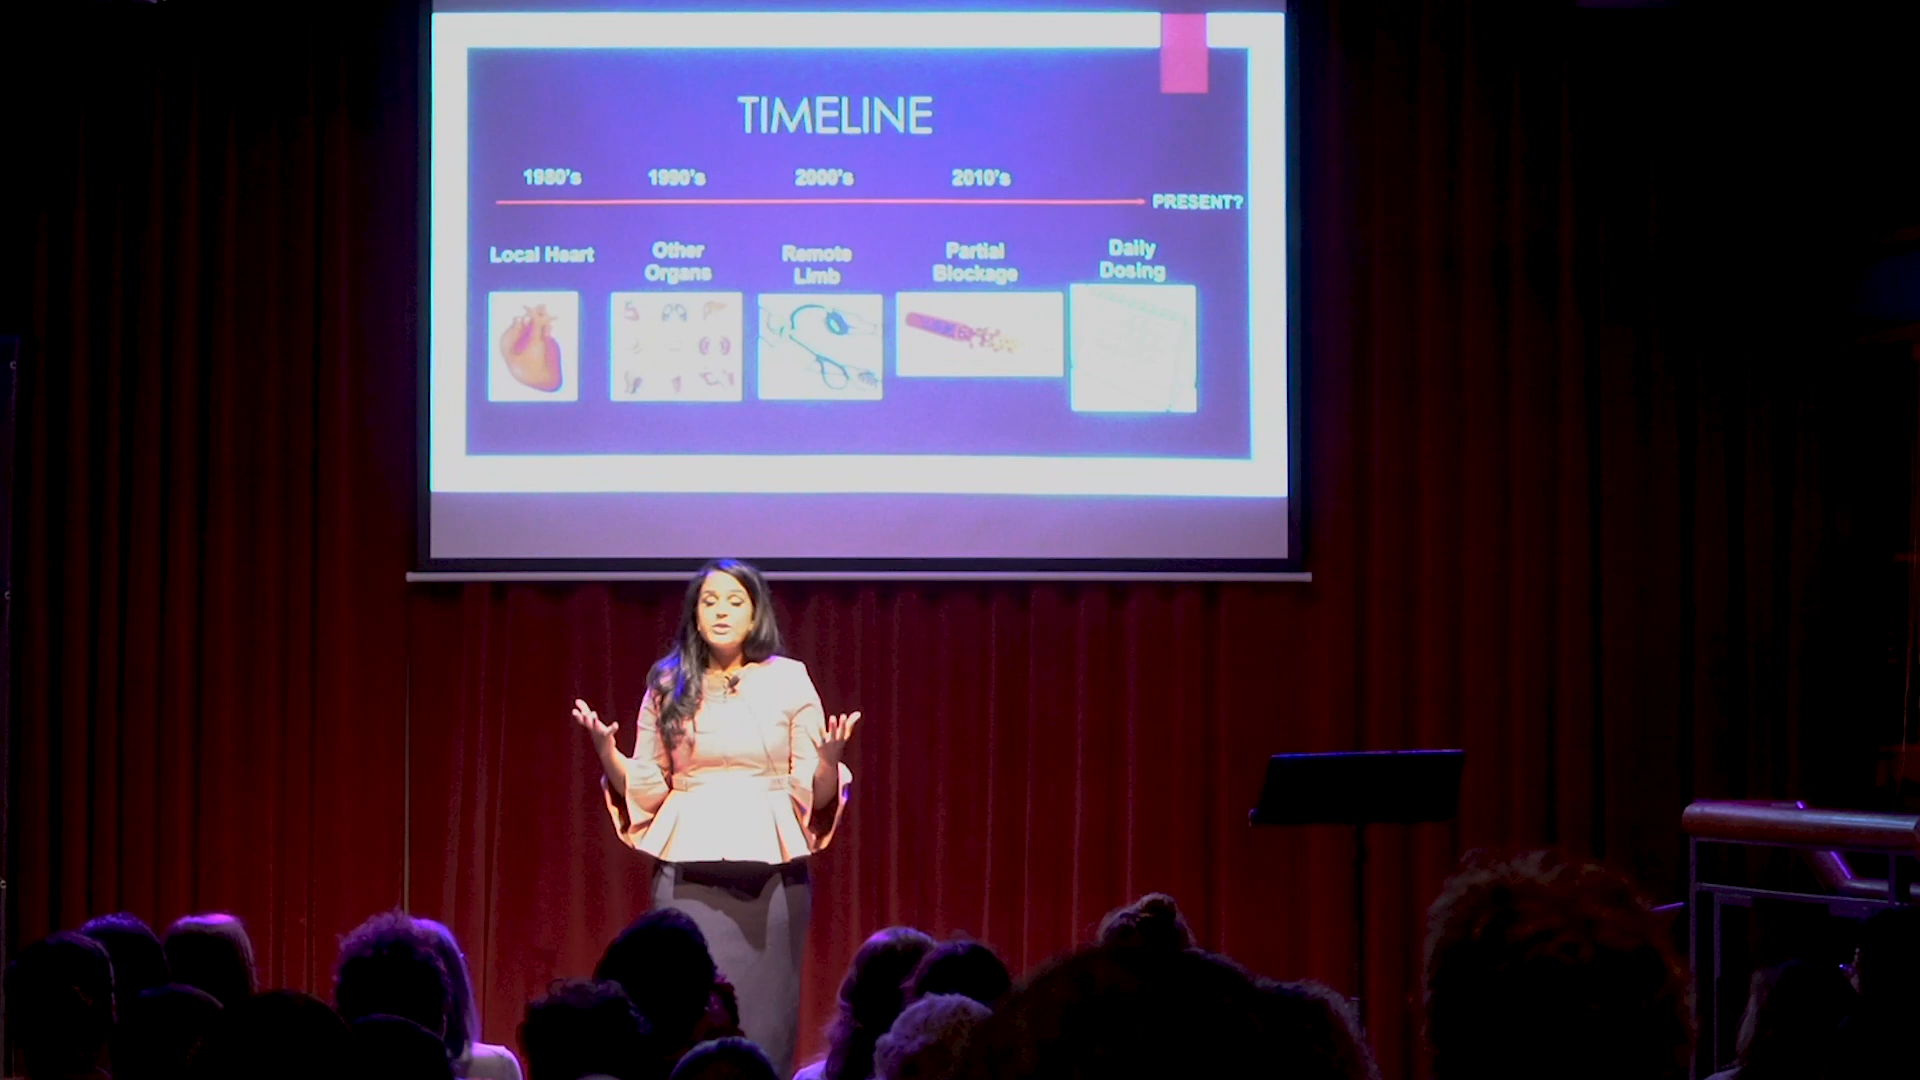 TIMELINE
1980's 1990's 2000's 2010's
PRESENT?
Local Heart
Other
Organs
Remote
Limb
Partial
Blockage
Daily
Dosing